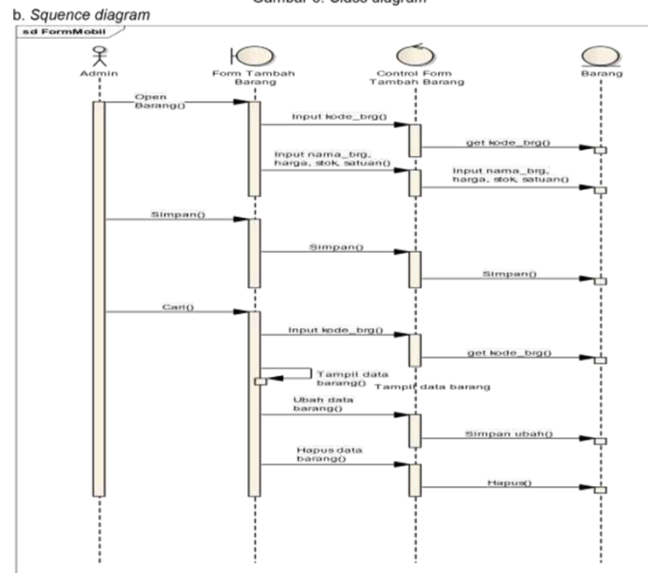 Gambar 6. Class diagram
b. Squence diagram
sd FormMobil
Admin
Form Tambah
Barang
Control Form
Tambah Barang
Barang
Open
Barang()
Input kode_brg()
get kode_brg()
Input nama_brg,
harga, stok, satuan()
Input nama_brg,
harga, stok, satuan()
Simpan()
Simpan()
Simpan()
Cari()
Input kode_brg()
get kode_brg()
Tampil data
barang()
Tampil data barang
Ubah data
barang()
Simpan ubah()
Hapus data
barang()
Hapus()